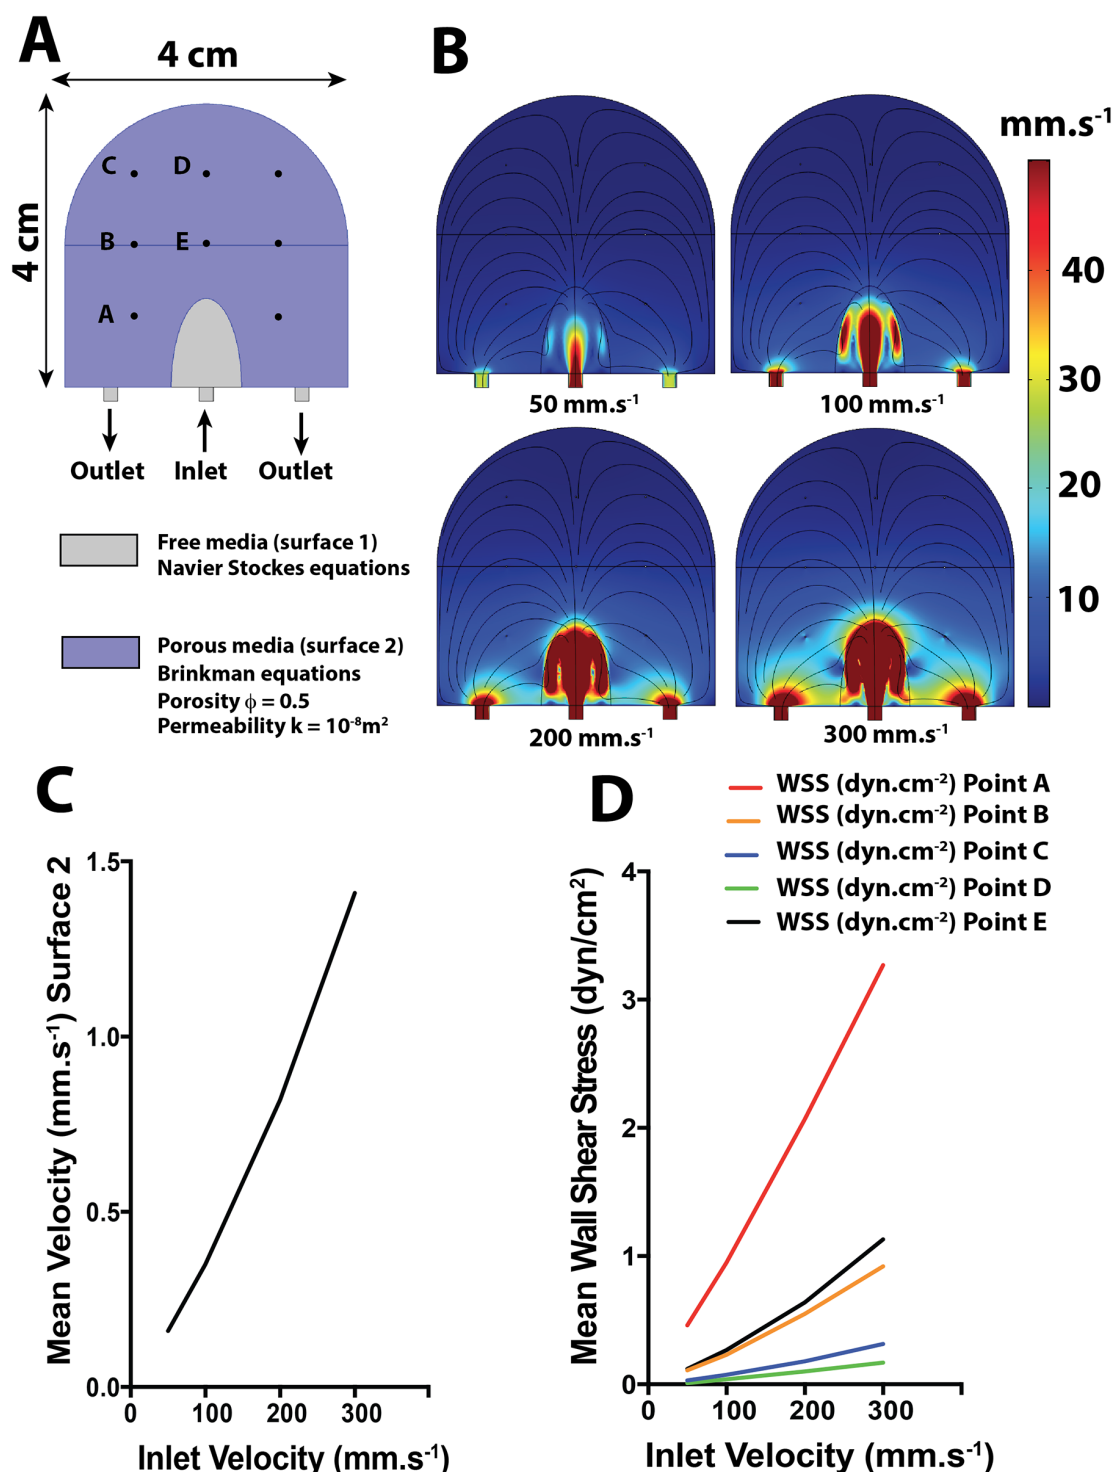 A
4 cm
4 cm
C D
B E
A
Outlet Inlet Outlet
Free media (surface 1)
Navier Stockes equations
Porous media (surface 2)
Brinkman equations
Porosity ϕ = 0.5
Permeability k = 10⁻⁸m²
B
mm.s⁻¹
40
30
20
10
50 mm.s⁻¹
100 mm.s⁻¹
200 mm.s⁻¹
300 mm.s⁻¹
C
Mean Velocity (mm.s⁻¹) Surface 2
1.5
1.0
0.5
0.0
0 100 200 300
Inlet Velocity (mm.s⁻¹)
D
WSS (dyn.cm⁻²) Point A
WSS (dyn.cm⁻²) Point B
WSS (dyn.cm⁻²) Point C
WSS (dyn.cm⁻²) Point D
WSS (dyn.cm⁻²) Point E
Mean Wall Shear Stress (dyn/cm²)
4
3
2
1
0
0 100 200 300
Inlet Velocity (mm.s⁻¹)